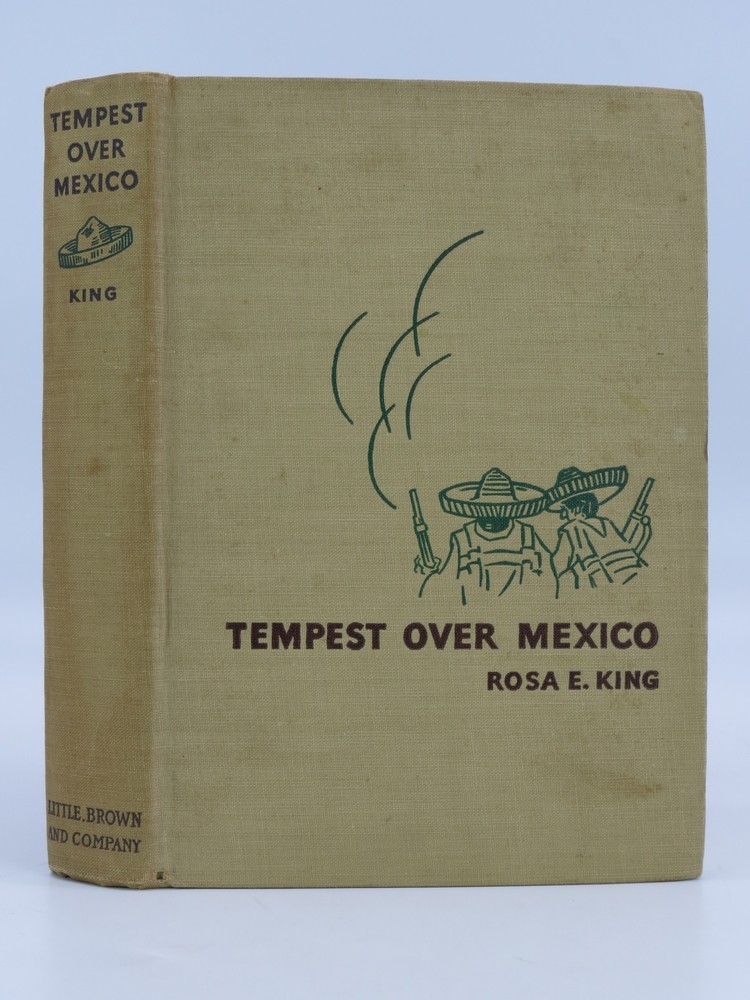 TEMPEST
OVER
MEXICO
KING
LITTLE, BROWN
AND COMPANY
TEMPEST OVER MEXICO
ROSA E. KING